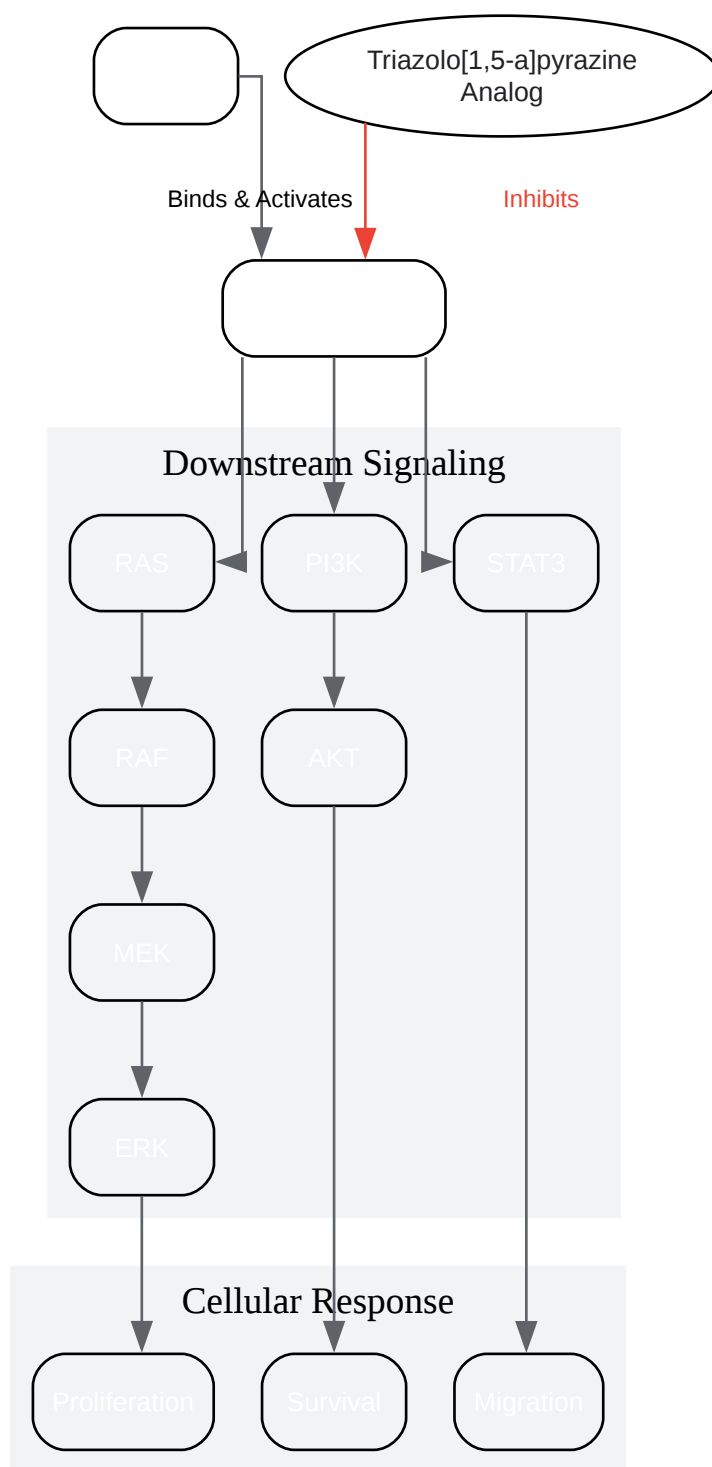 Triazolo[1,5-a]pyrazine
Analog
Binds & Activates
Inhibits
Downstream Signaling
RAS
PI3K
STAT3
RAF
AKT
MEK
ERK
Cellular Response
Proliferation
Survival
Migration